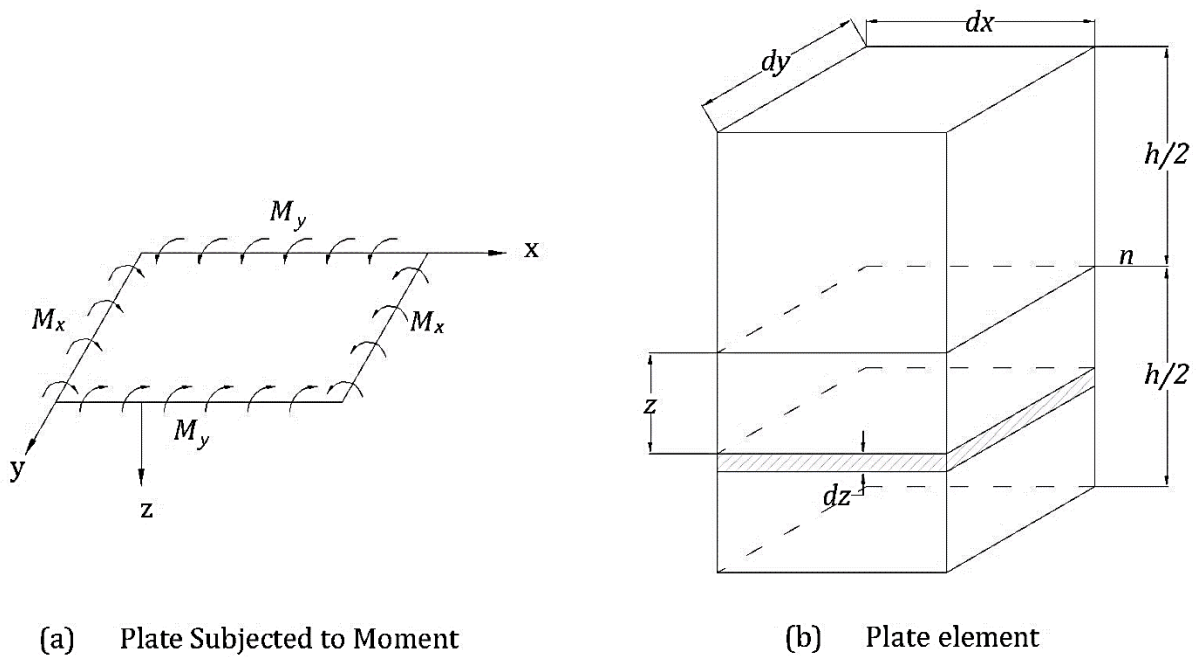 M_y
x
M_x
M_x
M_y
y
z
(a) Plate Subjected to Moment
dx
dy
h/2
n
h/2
z
dz
(b) Plate element